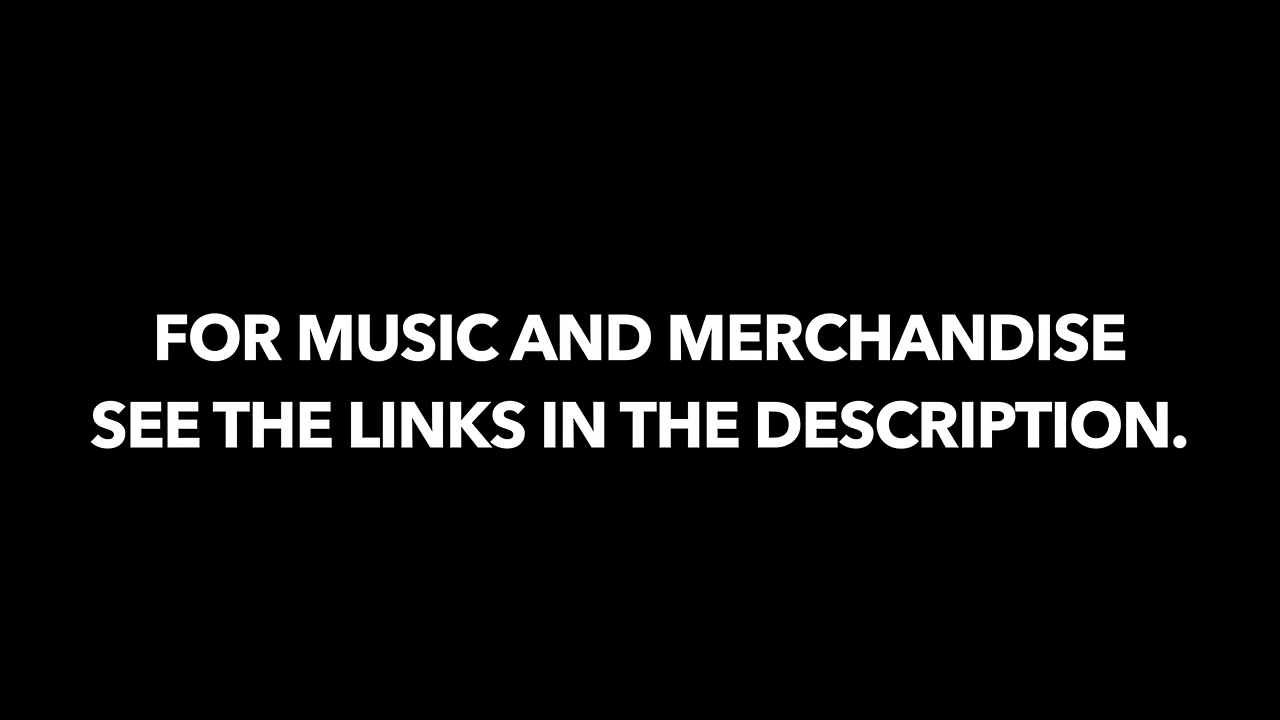 FOR MUSIC AND MERCHANDISE
SEE THE LINKS IN THE DESCRIPTION.